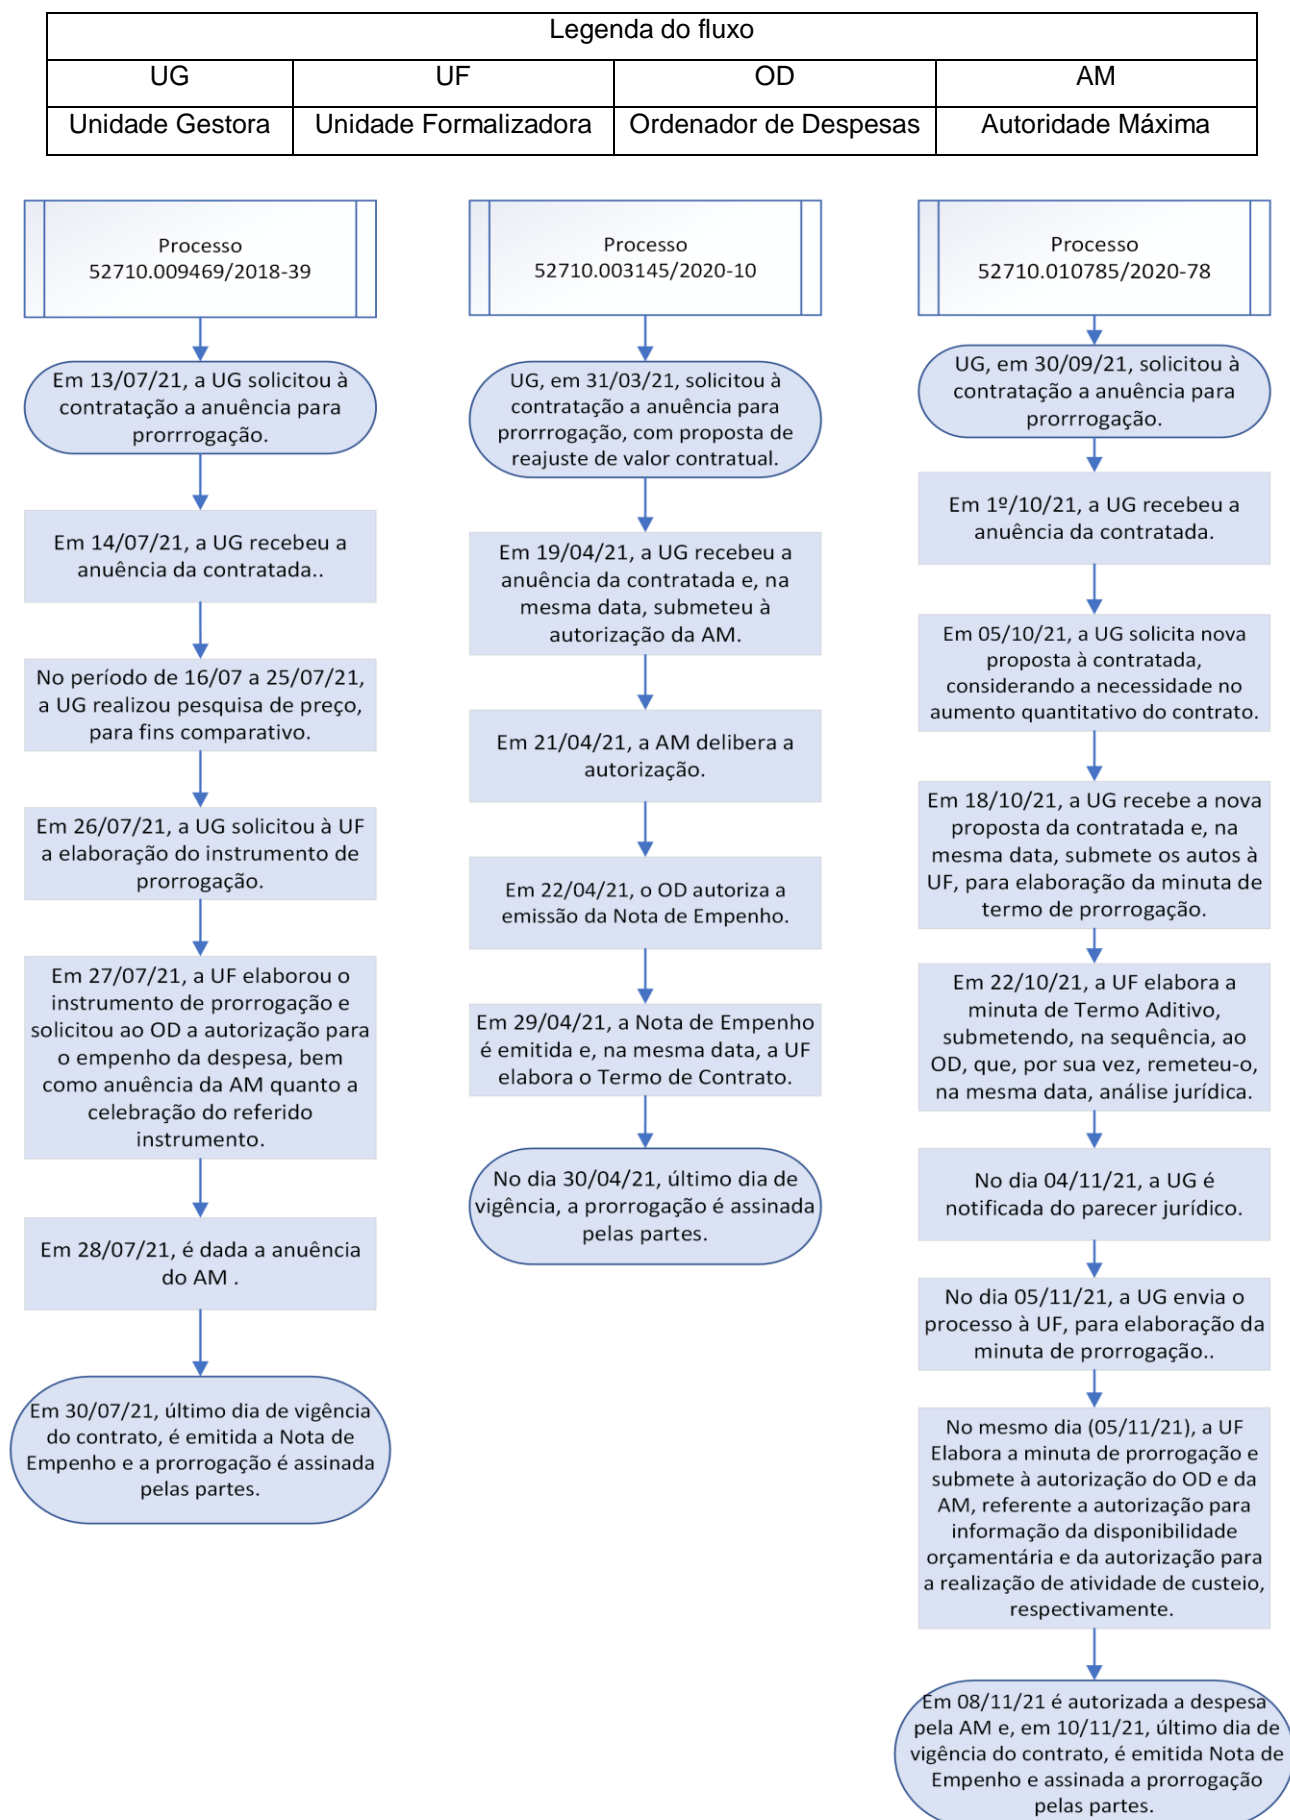 Legenda do fluxo
UG UF OD AM
Unidade Gestora Unidade Formalizadora Ordenador de Despesas Autoridade Máxima
Processo
52710.009469/2018-39
Em 13/07/21, a UG solicitou à
contratação a anuência para
prorrrogação.
Em 14/07/21, a UG recebeu a
anuência da contratada..
No período de 16/07 a 25/07/21,
a UG realizou pesquisa de preço,
para fins comparativo.
Em 26/07/21, a UG solicitou à UF
a elaboração do instrumento de
prorrogação.
Em 27/07/21, a UF elaborou o
instrumento de prorrogação e
solicitou ao OD a autorização para
o empenho da despesa, bem
como anuência da AM quanto a
celebração do referido
instrumento.
Em 28/07/21, é dada a anuência
do AM .
Em 30/07/21, último dia de vigência
do contrato, é emitida a Nota de
Empenho e a prorrogação é assinada
pelas partes.
Processo
52710.003145/2020-10
UG, em 31/03/21, solicitou à
contratação a anuência para
prorrrogação, com proposta de
reajuste de valor contratual.
Em 19/04/21, a UG recebeu a
anuência da contratada e, na
mesma data, submeteu à
autorização da AM.
Em 21/04/21, a AM delibera a
autorização.
Em 22/04/21, o OD autoriza a
emissão da Nota de Empenho.
Em 29/04/21, a Nota de Empenho
é emitida e, na mesma data, a UF
elabora o Termo de Contrato.
No dia 30/04/21, último dia de
vigência, a prorrogação é assinada
pelas partes.
Processo
52710.010785/2020-78
UG, em 30/09/21, solicitou à
contratação a anuência para
prorrrogação.
Em 1º/10/21, a UG recebeu a
anuência da contratada.
Em 05/10/21, a UG solicita nova
proposta à contratada,
considerando a necessidade no
aumento quantitativo do contrato.
Em 18/10/21, a UG recebe a nova
proposta da contratada e, na
mesma data, submete os autos à
UF, para elaboração da minuta de
termo de prorrogação.
Em 22/10/21, a UF elabora a
minuta de Termo Aditivo,
submetendo, na sequência, ao
OD, que, por sua vez, remeteu-o,
na mesma data, análise jurídica.
No dia 04/11/21, a UG é
notificada do parecer jurídico.
No dia 05/11/21, a UG envia o
processo à UF, para elaboração da
minuta de prorrogação..
No mesmo dia (05/11/21), a UF
Elabora a minuta de prorrogação e
submete à autorização do OD e da
AM, referente a autorização para
informação da disponibilidade
orçamentária e da autorização para
a realização de atividade de custeio,
respectivamente.
Em 08/11/21 é autorizada a despesa
pela AM e, em 10/11/21, último dia de
vigência do contrato, é emitida Nota de
Empenho e assinada a prorrogação
pelas partes.